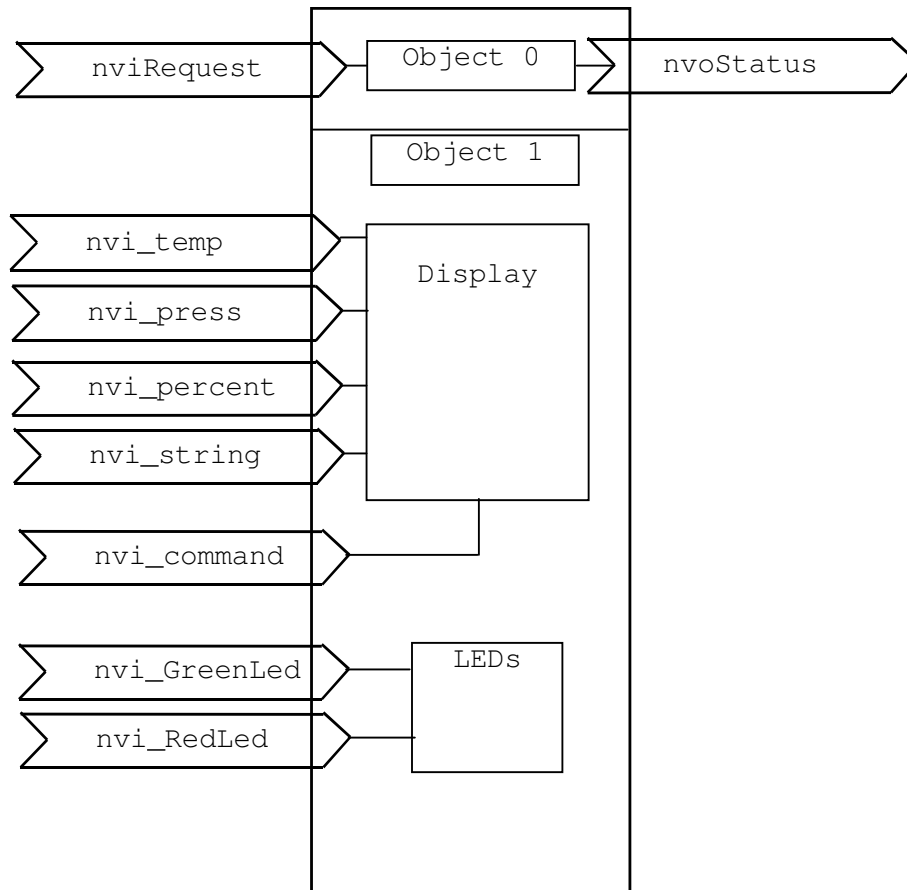 nviRequest
Object 0
nvoStatus
Object 1
nvi_temp
Display
nvi_press
nvi_percent
nvi_string
nvi_command
nvi_GreenLed
LEDs
nvi_RedLed